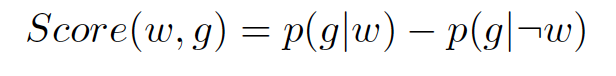 Score(w, g) = p(g|w) − p(g|¬w)